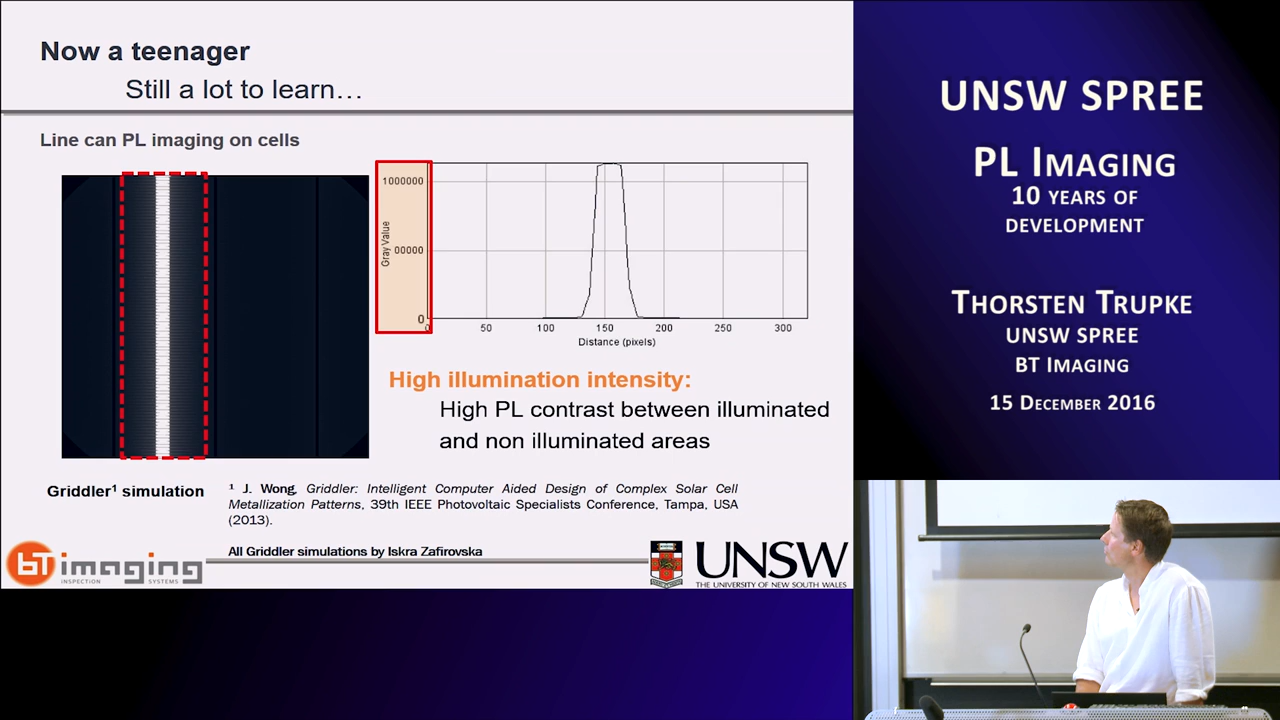 Now a teenager
Still a lot to learn…
Line can PL imaging on cells
1000000
00000
0
Gray Value
0
50
100
150
200
250
300
Distance (pixels)
High illumination intensity:
High PL contrast between illuminated
and non illuminated areas
Griddler¹ simulation
¹ J. Wong, Griddler: Intelligent Computer Aided Design of Complex Solar Cell
Metallization Patterns, 39th IEEE Photovoltaic Specialists Conference, Tampa, USA
(2013).
All Griddler simulations by Iskra Zafirovska
bT imaging
INSPECTION SYSTEMS
UNSW
THE UNIVERSITY OF NEW SOUTH WALES
UNSW SPREE
PL IMAGING
10 YEARS OF
DEVELOPMENT
THORSTEN TRUPKE
UNSW SPREE
BT IMAGING
15 DECEMBER 2016